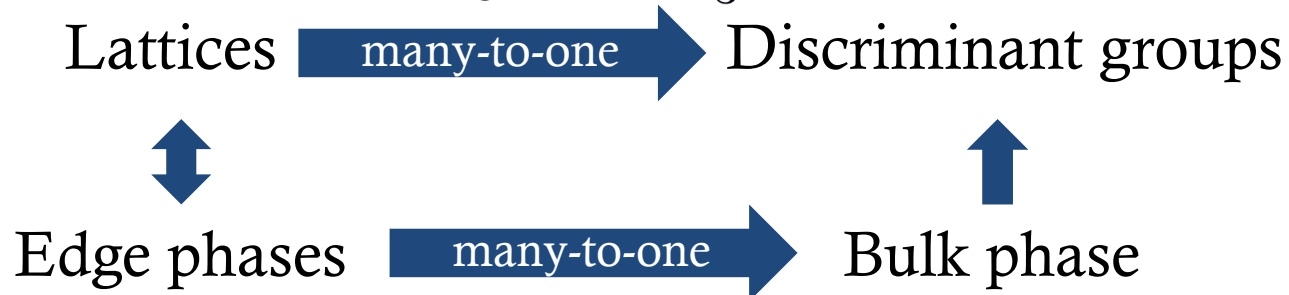 Lattices many-to-one Discriminant groups
Edge phases many-to-one Bulk phase